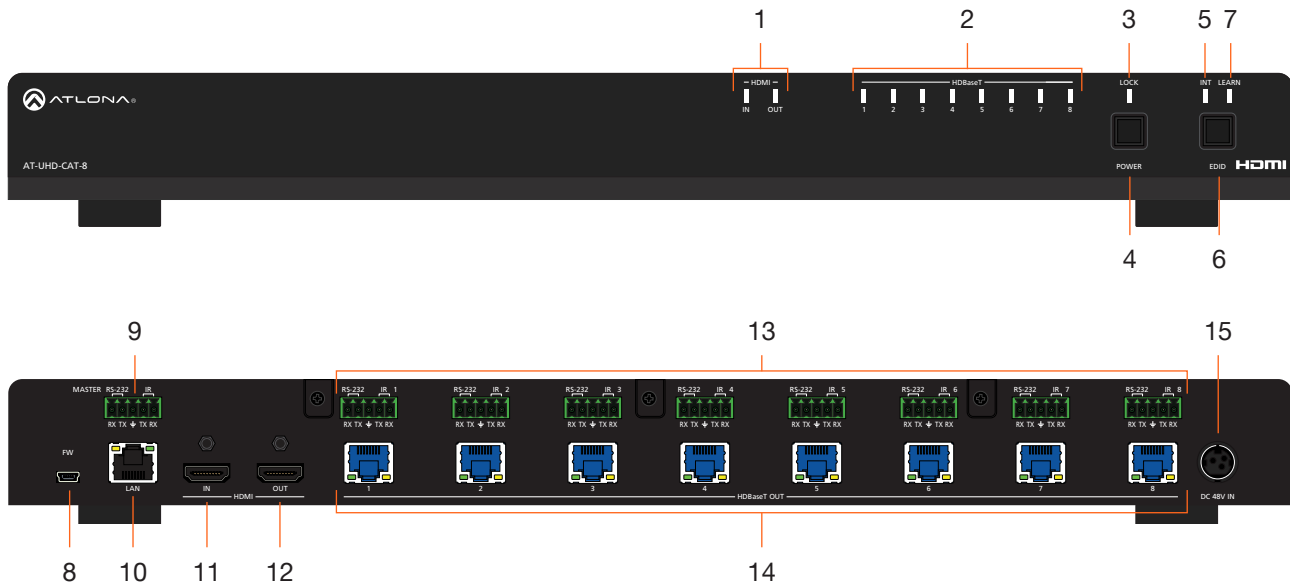 1 2 3 5 7
HDMI HDBaseT LOCK INT LEARN
ATLONA®
IN OUT 1 2 3 4 5 6 7 8
AT-UHD-CAT-8 POWER EDID HDMI
4 6
9 13 15
MASTER RS-232 IR RS-232 IR 1 RS-232 IR 2 RS-232 IR 3 RS-232 IR 4 RS-232 IR 5 RS-232 IR 6 RS-232 IR 7 RS-232 IR 8
RX TX TX RX RX TX TX RX RX TX TX RX RX TX TX RX RX TX TX RX RX TX TX RX RX TX TX RX RX TX TX RX RX TX TX RX
FW
LAN IN OUT 1 2 3 4 5 6 7 8
HDMI HDBaseT OUT DC 48V IN
8 10 11 12 14